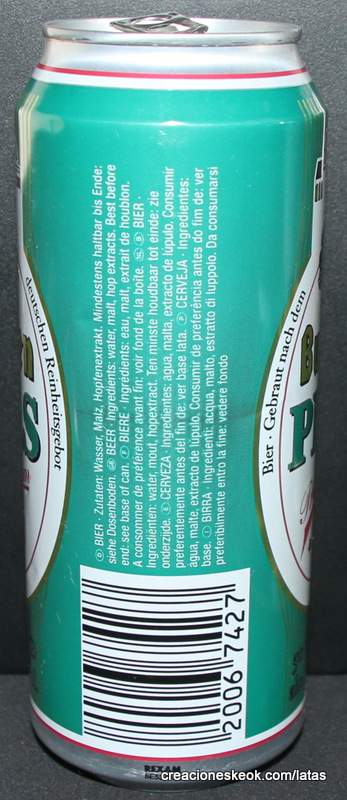 D BIER · Zutaten: Wasser, Malz, Hopfenextrakt. Mindestens haltbar bis Ende:
siehe Dosenboden. GB BEER · Ingredients: water, malt, hop extracts. Best before
end: see base of can. F BIERE · Ingrédients: eau, malt, extrait de houblon.
A consommer de préférence avant fin: voir fond de la boîte. NL B BIER ·
Ingrediënten: water, mout, hopextract. Ten minste houdbaar tot einde: zie
onderzijde. E CERVEZA · Ingredientes: agua, malta, extracto de lúpulo. Consumir
preferentemente antes del fin de: ver base lata. P CERVEJA · Ingredientes:
agua, malte, extracto de lúpulo. Consumir de preferência antes do fim de: ver
base. I BIRRA · Ingredienti: acqua, malto, estratto di luppolo. Da consumarsi
preferibilmente entro la fine: vedere fondo
deutschen Reinheitsgebot
S
Bier · Gebraut nach dem
B
P
2006 7427
REXAM
creacioneskeok.com/latas